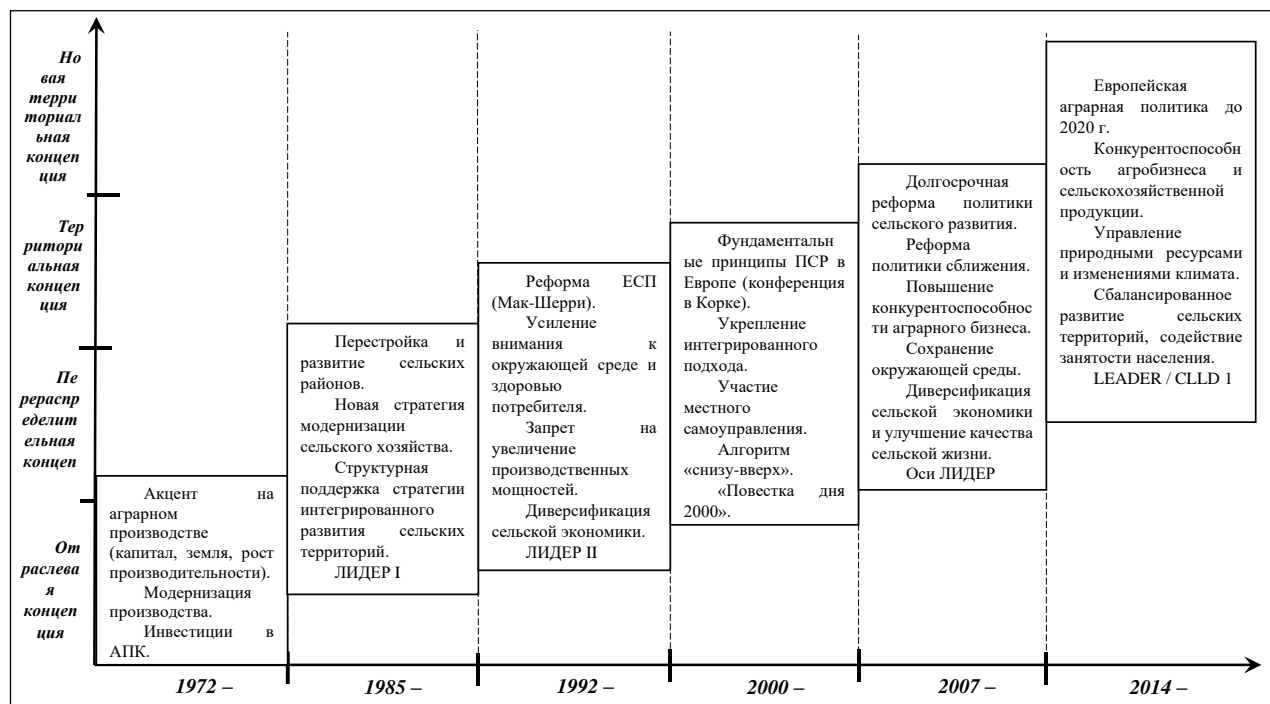 Но
вая терри
ториал
ьная
концеп
ция
Тер
ритори
альная
концеп
ция
Пе
рераспр
едели
тельная
концеп
От
раслева
я
концеп
ция
Акцент на
аграрном
производстве
(капитал, земля, рост
производительности).
Модернизация
производства.
Инвестиции в
АПК.
Перестройка и
развитие сельских
районов.
Новая стратегия
модернизации
сельского хозяйства.
Структурная
поддержка стратегии
интегрированного
развития сельских
территорий.
ЛИДЕР I
Реформа ЕСП
(Мак-Шерри).
Усиление
внимания к
окружающей среде и
здоровью
потребителя.
Запрет на
увеличение
производственных
мощностей.
Диверсификация
сельской экономики.
ЛИДЕР II
Фундаментальн
ые принципы ПСР в
Европе (конференция
в Корке).
Укрепление
интегрированного
подхода.
Участие
местного
самоуправления.
Алгоритм
«снизу-вверх».
«Повестка дня
2000».
Долгосрочная
реформа политики
сельского развития.
Реформа
политики сближения.
Повышение
конкурентоспособнос
ти аграрного бизнеса.
Сохранение
окружающей среды.
Диверсификация
сельской экономики
и улучшение качества
сельской жизни.
Оси ЛИДЕР
Европейская
аграрная политика до
2020 г.
Конкурентоспособн
ость агробизнеса и
сельскохозяйственной
продукции.
Управление
природными ресурсами
и изменениями климата.
Сбалансированное
развитие сельских
территорий, содействие
занятости населения.
LEADER / CLLD 1
1972 –
1985 –
1992 –
2000 –
2007 –
2014 –